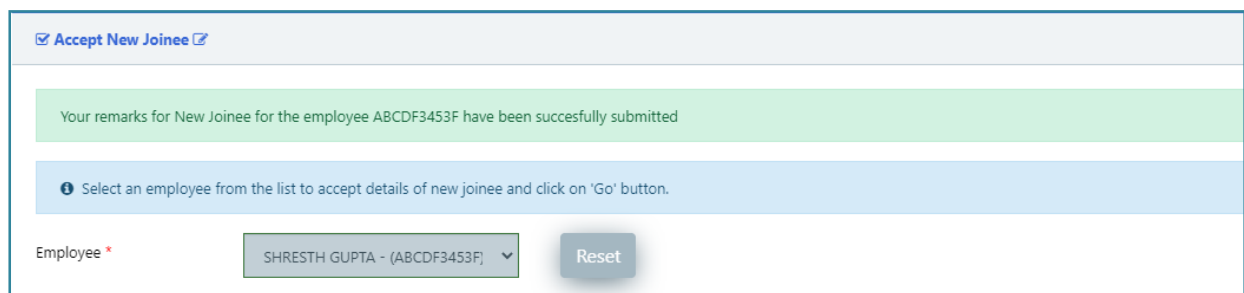 Accept New Joinee
Your remarks for New Joinee for the employee ABCDF3453F have been succesfully submitted
Select an employee from the list to accept details of new joinee and click on 'Go' button.
Employee * SHRESTH GUPTA - (ABCDF3453F) Reset